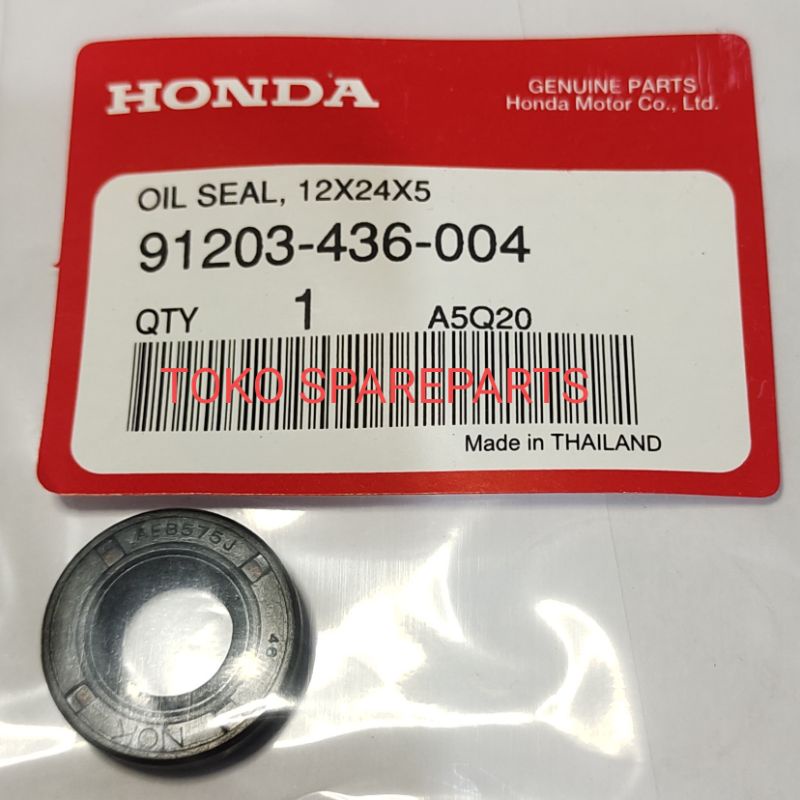 HONDA
GENUINE PARTS
Honda Motor Co., Ltd.
OIL SEAL, 12X24X5
91203-436-004
QTY 1 A5Q20
TOKO SPAREPARTS
Made in THAILAND
NOK